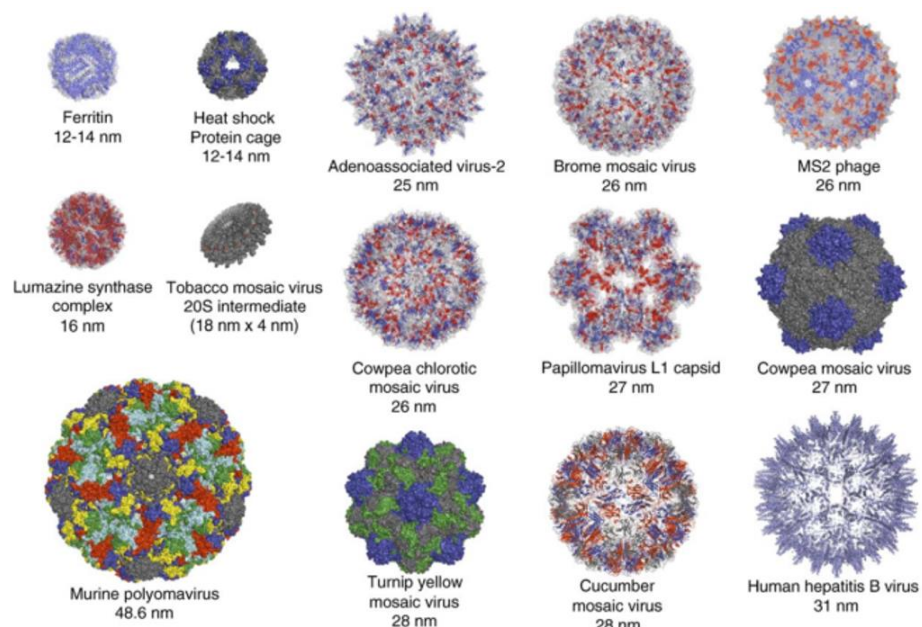 Ferritin
12-14 nm
Heat shock
Protein cage
12-14 nm
Adenoassociated virus-2
25 nm
Brome mosaic virus
26 nm
MS2 phage
26 nm
Lumazine synthase
complex
16 nm
Tobacco mosaic virus
20S intermediate
(18 nm x 4 nm)
Cowpea chlorotic
mosaic virus
26 nm
Papillomavirus L1 capsid
27 nm
Cowpea mosaic virus
27 nm
Murine polyomavirus
48.6 nm
Turnip yellow
mosaic virus
28 nm
Cucumber
mosaic virus
28 nm
Human hepatitis B virus
31 nm